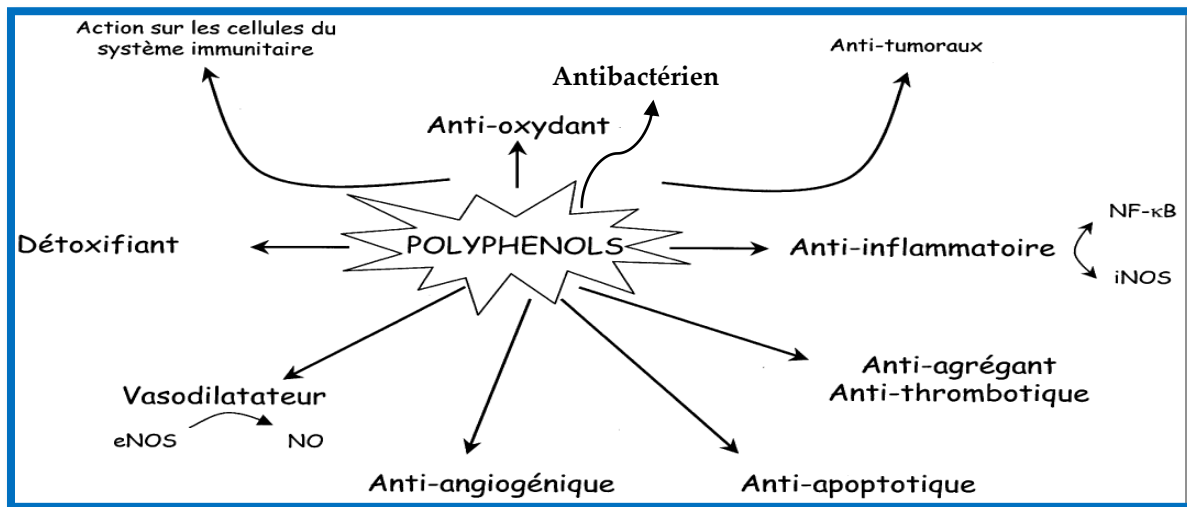 Action sur les cellules du
système immunitaire
Anti-tumoraux
Antibactérien
Anti-oxydant
NF-κB
Détoxifiant
POLYPHENOLS
Anti-inflammatoire
iNOS
Anti-agrégant
Anti-thrombotique
Vasodilatateur
eNOS NO
Anti-angiogénique
Anti-apoptotique